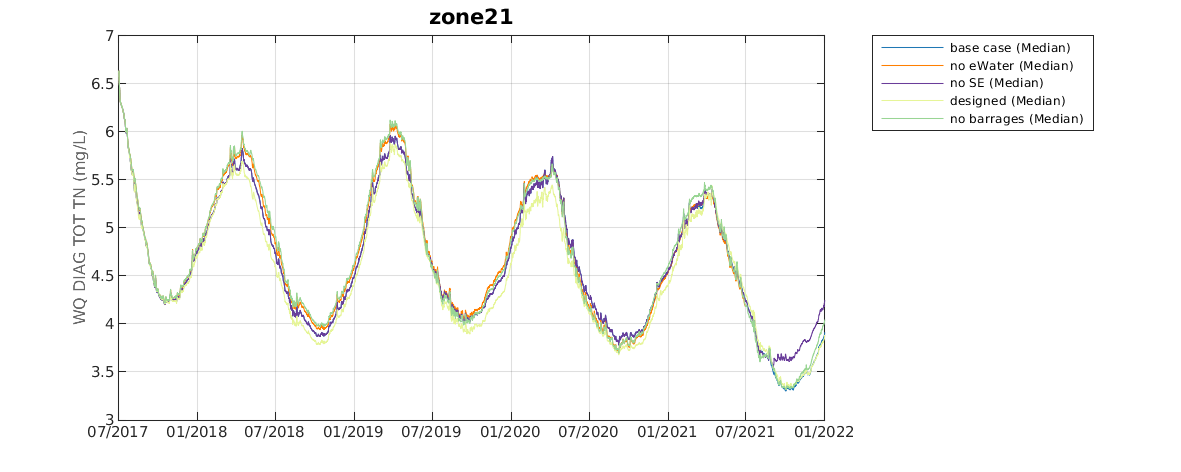 zone21
WQ DIAG TOT TN (mg/L)
7
6.5
6
5.5
5
4.5
4
3.5
3
07/2017 01/2018 07/2018 01/2019 07/2019 01/2020 07/2020 01/2021 07/2021 01/2022
base case (Median)
no eWater (Median)
no SE (Median)
designed (Median)
no barrages (Median)